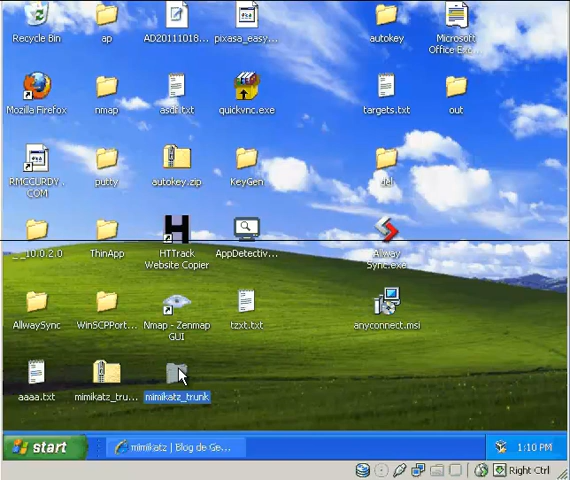 Recycle Bin
ap
AD20111018...
pixasa_easy...
autokey
Microsoft
Office Exc...
Mozilla Firefox
nmap
asdf.txt
quickvnc.exe
targets.txt
out
RMCCURDY.
COM
putty
autokey.zip
KeyGen
del
_ _10.0.2.0
ThinApp
HTTrack
Website Copier
AppDetectiv...
Allway
Sync.exe
AllwaySync
WinSCPPort...
Nmap - Zenmap
GUI
tzxt.txt
anyconnect.msi
aaaa.txt
mimikatz_tru...
mimikatz_trunk
start
mimikatz | Blog de Ge...
1:10 PM
Right Ctrl